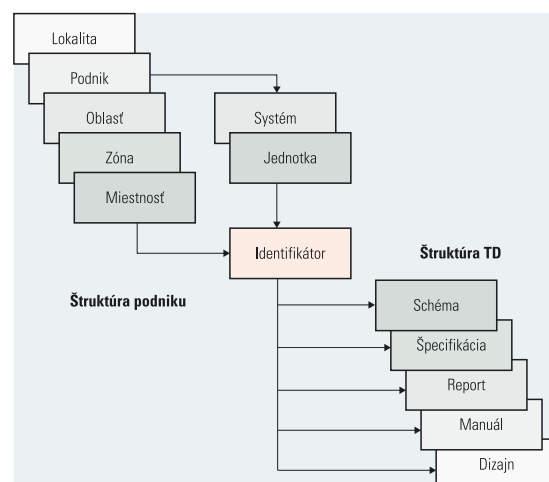 Lokalita
Podnik
Oblasť
Systém
Zóna
Jednotka
Miestnosť
Identifikátor
Štruktúra TD
Štruktúra podniku
Schéma
Špecifikácia
Report
Manuál
Dizajn